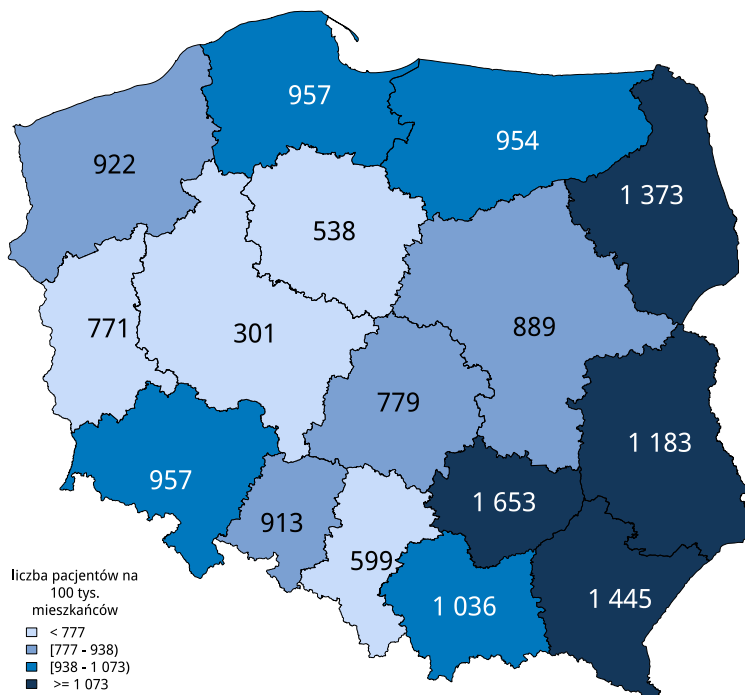 957
954
922
1 373
538
771
301
889
779
1 183
957
1 653
913
599
1 445
1 036
liczba pacjentów na
100 tys.
mieszkańców
< 777
[777 - 938)
[938 - 1 073)
>= 1 073